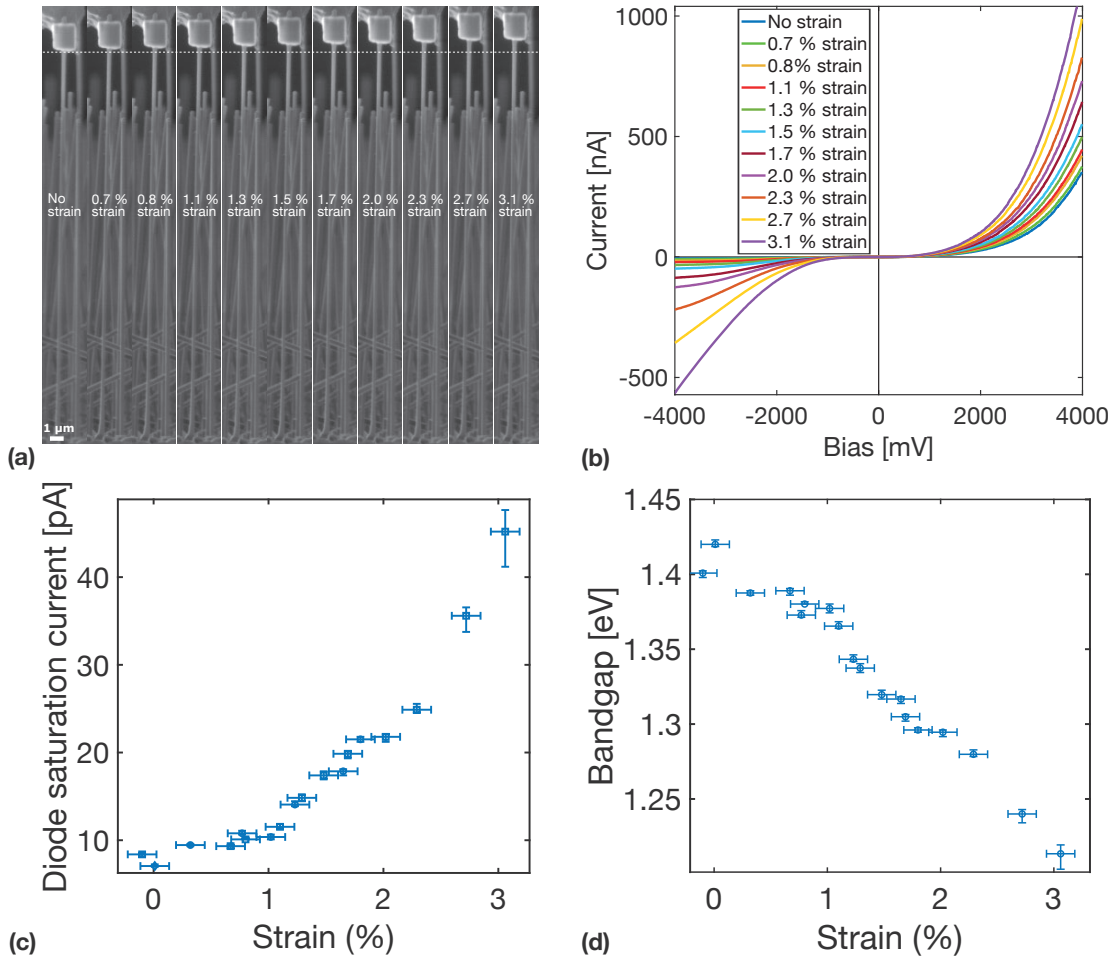 No strain
0.7 % strain
0.8 % strain
1.1 % strain
1.3 % strain
1.5 % strain
1.7 % strain
2.0 % strain
2.3 % strain
2.7 % strain
3.1 % strain
1 µm
(a)
1000
500
0
-500
-4000
-2000
0
2000
4000
Current [nA]
Bias [mV]
No strain
0.7 % strain
0.8% strain
1.1 % strain
1.3 % strain
1.5 % strain
1.7 % strain
2.0 % strain
2.3 % strain
2.7 % strain
3.1 % strain
(b)
Diode saturation current [pA]
40
30
20
10
0
1
2
3
Strain (%)
(c)
Bandgap [eV]
1.45
1.4
1.35
1.3
1.25
0
1
2
3
Strain (%)
(d)